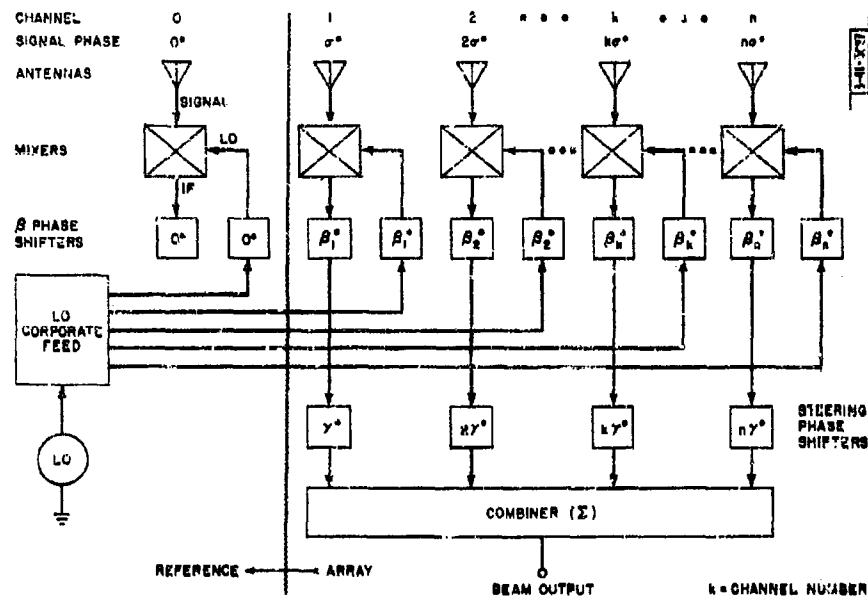 CHANNEL 0 1 2 k n
SIGNAL PHASE 0° σ° 2σ° kσ° nσ°
ANTENNAS
SIGNAL
MIXERS
LO
IF
β PHASE
SHIFTERS
0° 0° β₁° β₁° β₂° β₂° βₖ° βₖ° βₙ° βₙ°
LO
CORPORATE
FEED
γ° 2γ° kγ° nγ°
STEERING
PHASE
SHIFTERS
LO
COMBINER (Σ)
REFERENCE ARRAY
BEAM OUTPUT
k = CHANNEL NUMBER